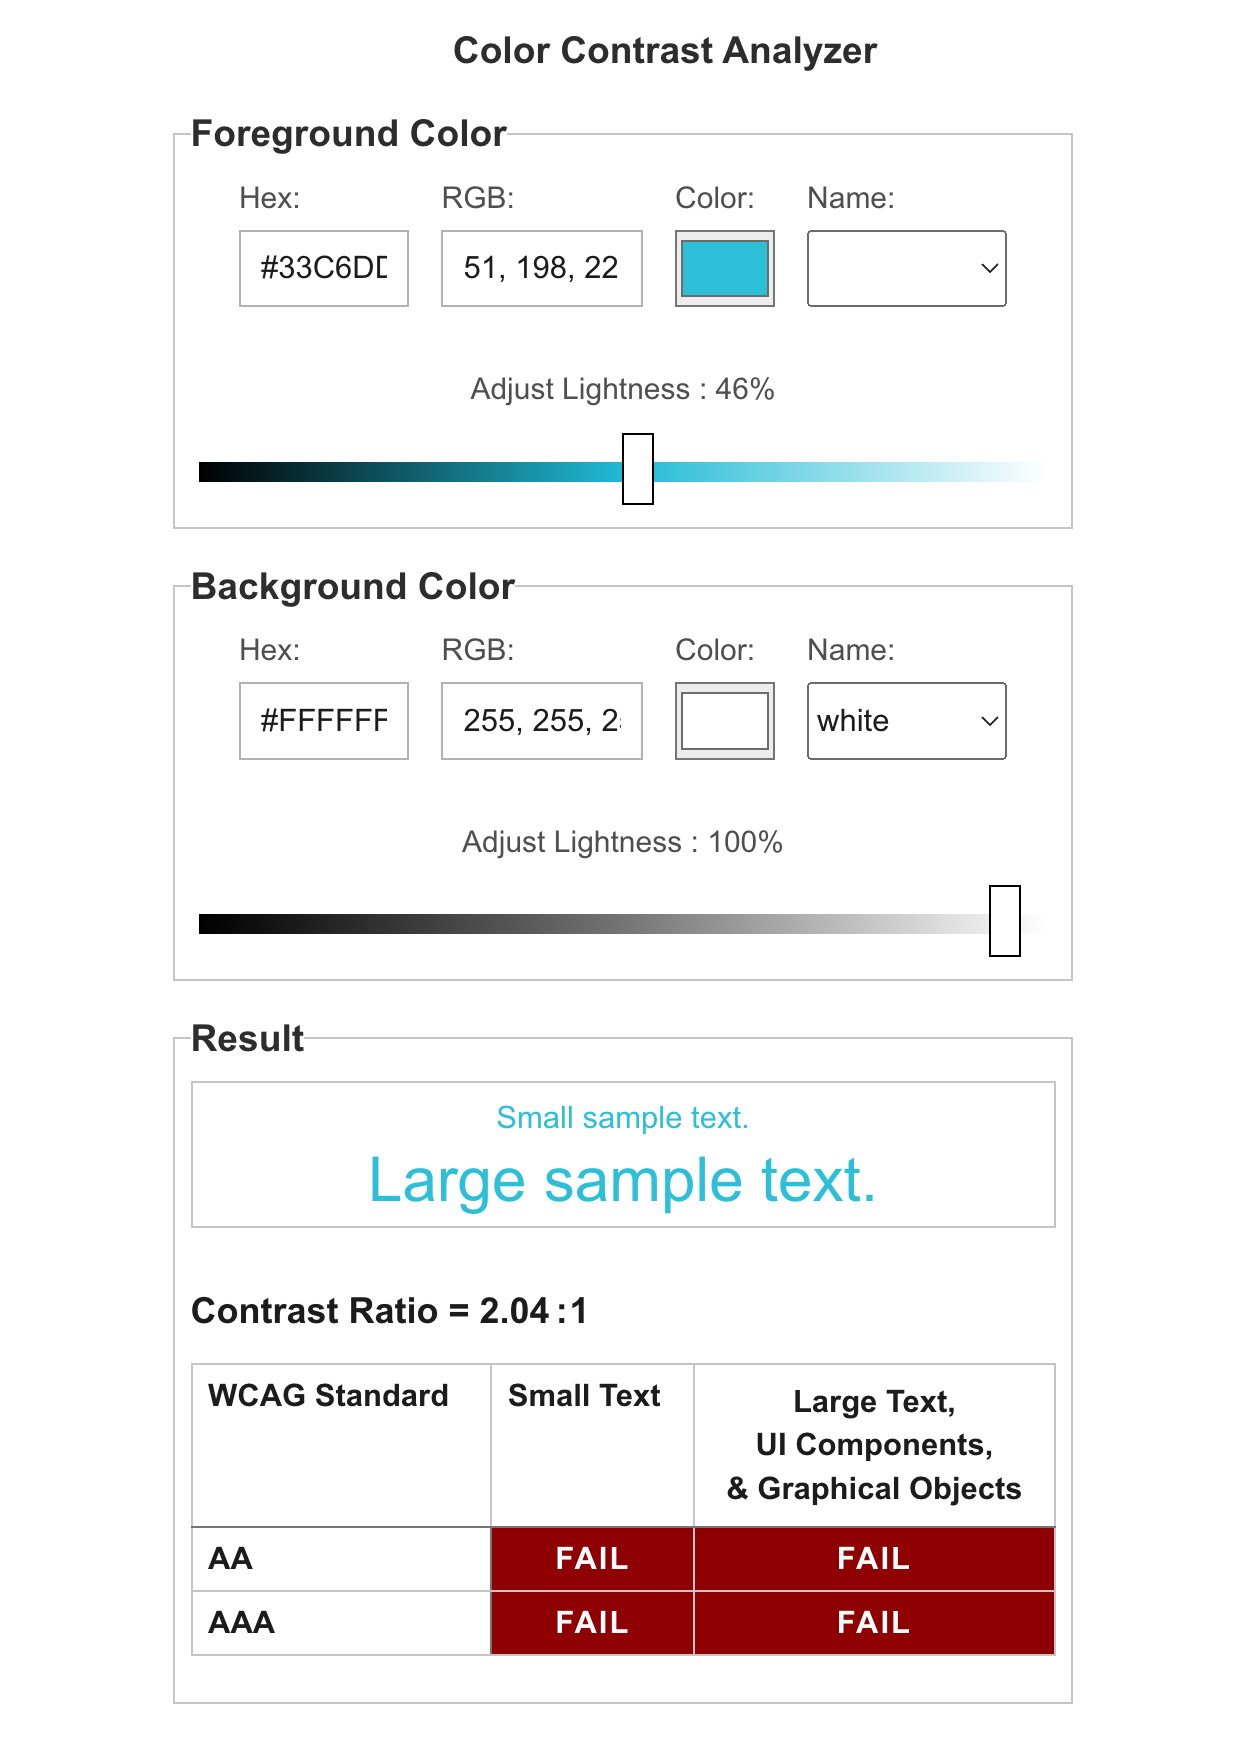 Color Contrast Analyzer
Foreground Color
Hex: RGB: Color: Name:
#33C6DD 51, 198, 22
Adjust Lightness : 46%
Background Color
Hex: RGB: Color: Name:
#FFFFFF 255, 255, 2 white
Adjust Lightness : 100%
Result
Small sample text.
Large sample text.
Contrast Ratio = 2.04 :1
WCAG Standard Small Text Large Text,
UI Components,
& Graphical Objects
AA FAIL FAIL
AAA FAIL FAIL